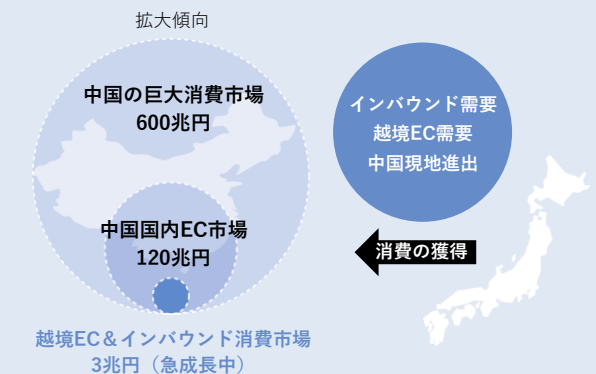 拡大傾向
中国の巨大消費市場
600兆円
中国国内EC市場
120兆円
越境EC＆インバウンド消費市場
3兆円（急成長中）
インバウンド需要
越境EC需要
中国現地進出
消費の獲得